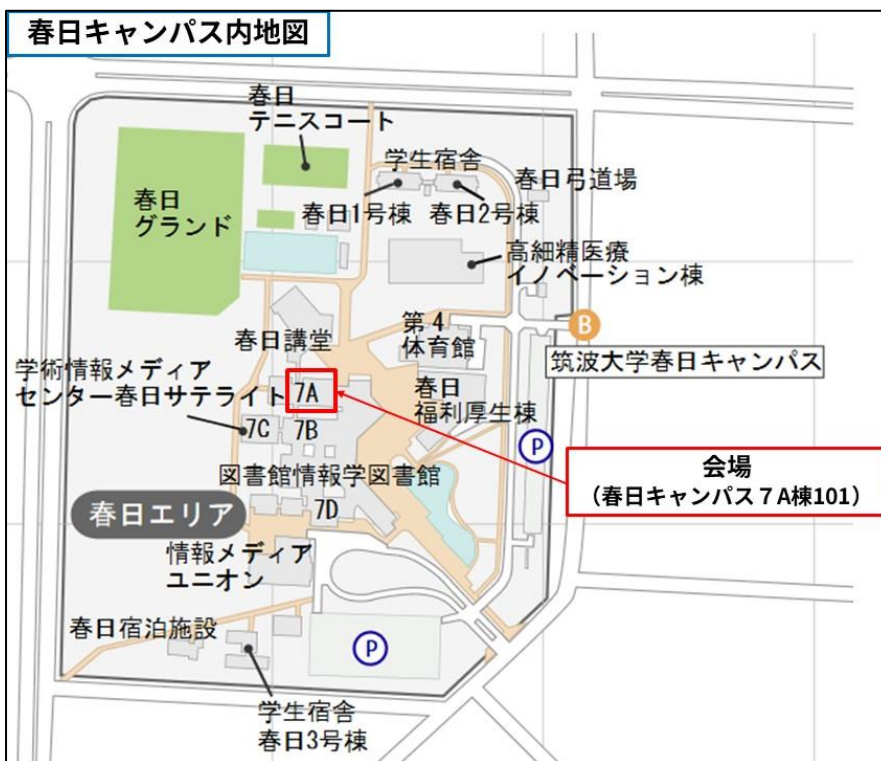 春日キャンパス内地図
春日
テニスコート
学生宿舎
春日1号棟
春日2号棟
春日弓道場
春日
グランド
高細精医療
イノベーション棟
第4
体育館
B
筑波大学春日キャンパス
春日講堂
学術情報メディア
センター春日サテライト
7A
春日
福利厚生棟
7C
7B
P
会場
（春日キャンパス７A棟101）
図書館情報学図書館
7D
春日エリア
情報メディア
ユニオン
春日宿泊施設
P
学生宿舎
春日3号棟